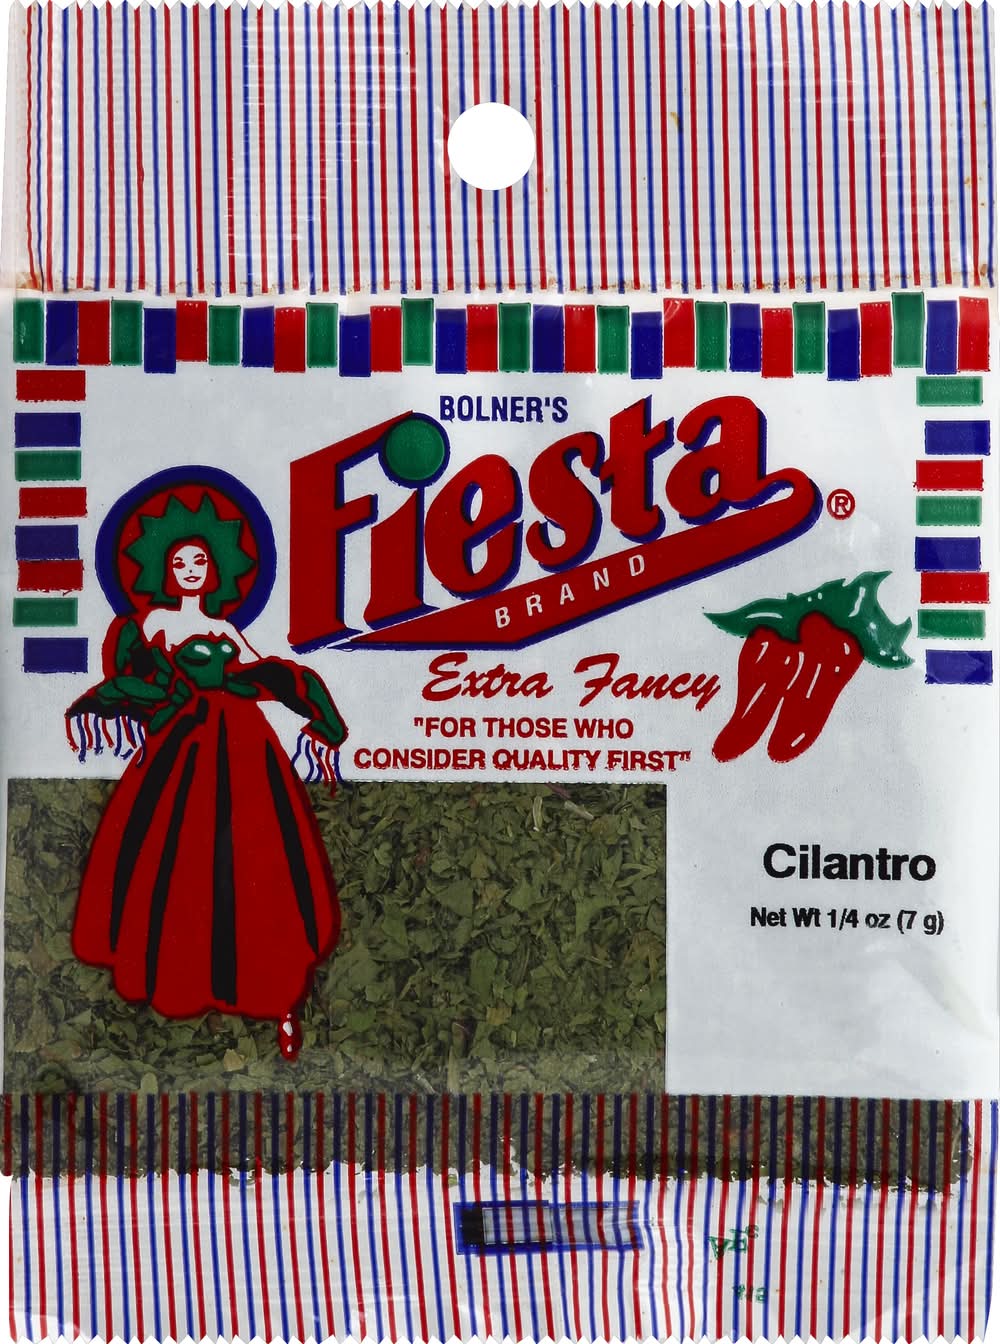 BOLNER'S
Fiesta ®
BRAND
Extra Fancy
"FOR THOSE WHO
CONSIDER QUALITY FIRST"
Cilantro
Net Wt 1/4 oz (7 g)